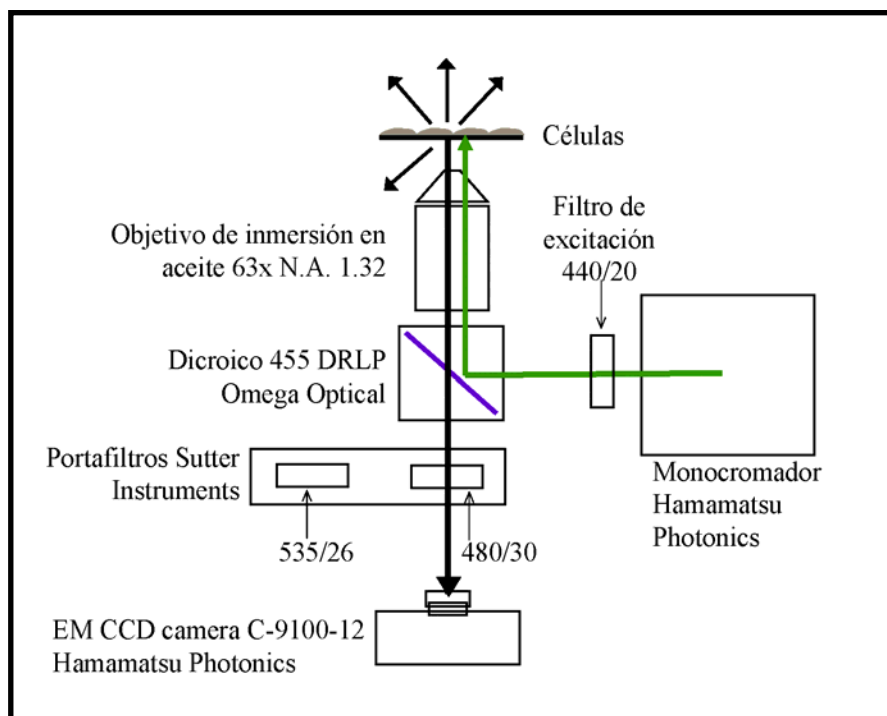 Células
Filtro de
excitación
440/20
Objetivo de inmersión en
aceite 63x N.A. 1.32
Dicroico 455 DRLP
Omega Optical
Portafiltros Sutter
Instruments
Monocromador
Hamamatsu
Photonics
535/26
480/30
EM CCD camera C-9100-12
Hamamatsu Photonics